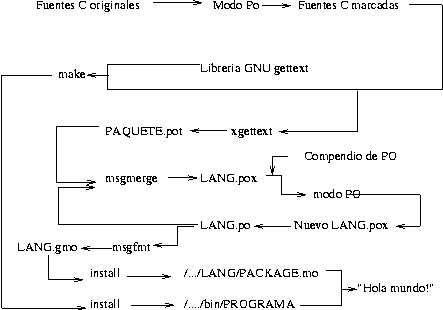 Fuentes C originales Modo Po Fuentes C marcadas
Libreria GNU gettext
make
PAQUETE.pot xgettext
Compendio de PO
msgmerge LANG.pox
modo PO
LANG.po Nuevo LANG.pox
LANG.gmo msgfmt
install /.../LANG/PACKAGE.mo
"Hola mundo!"
install /..../bin/PROGRAMA